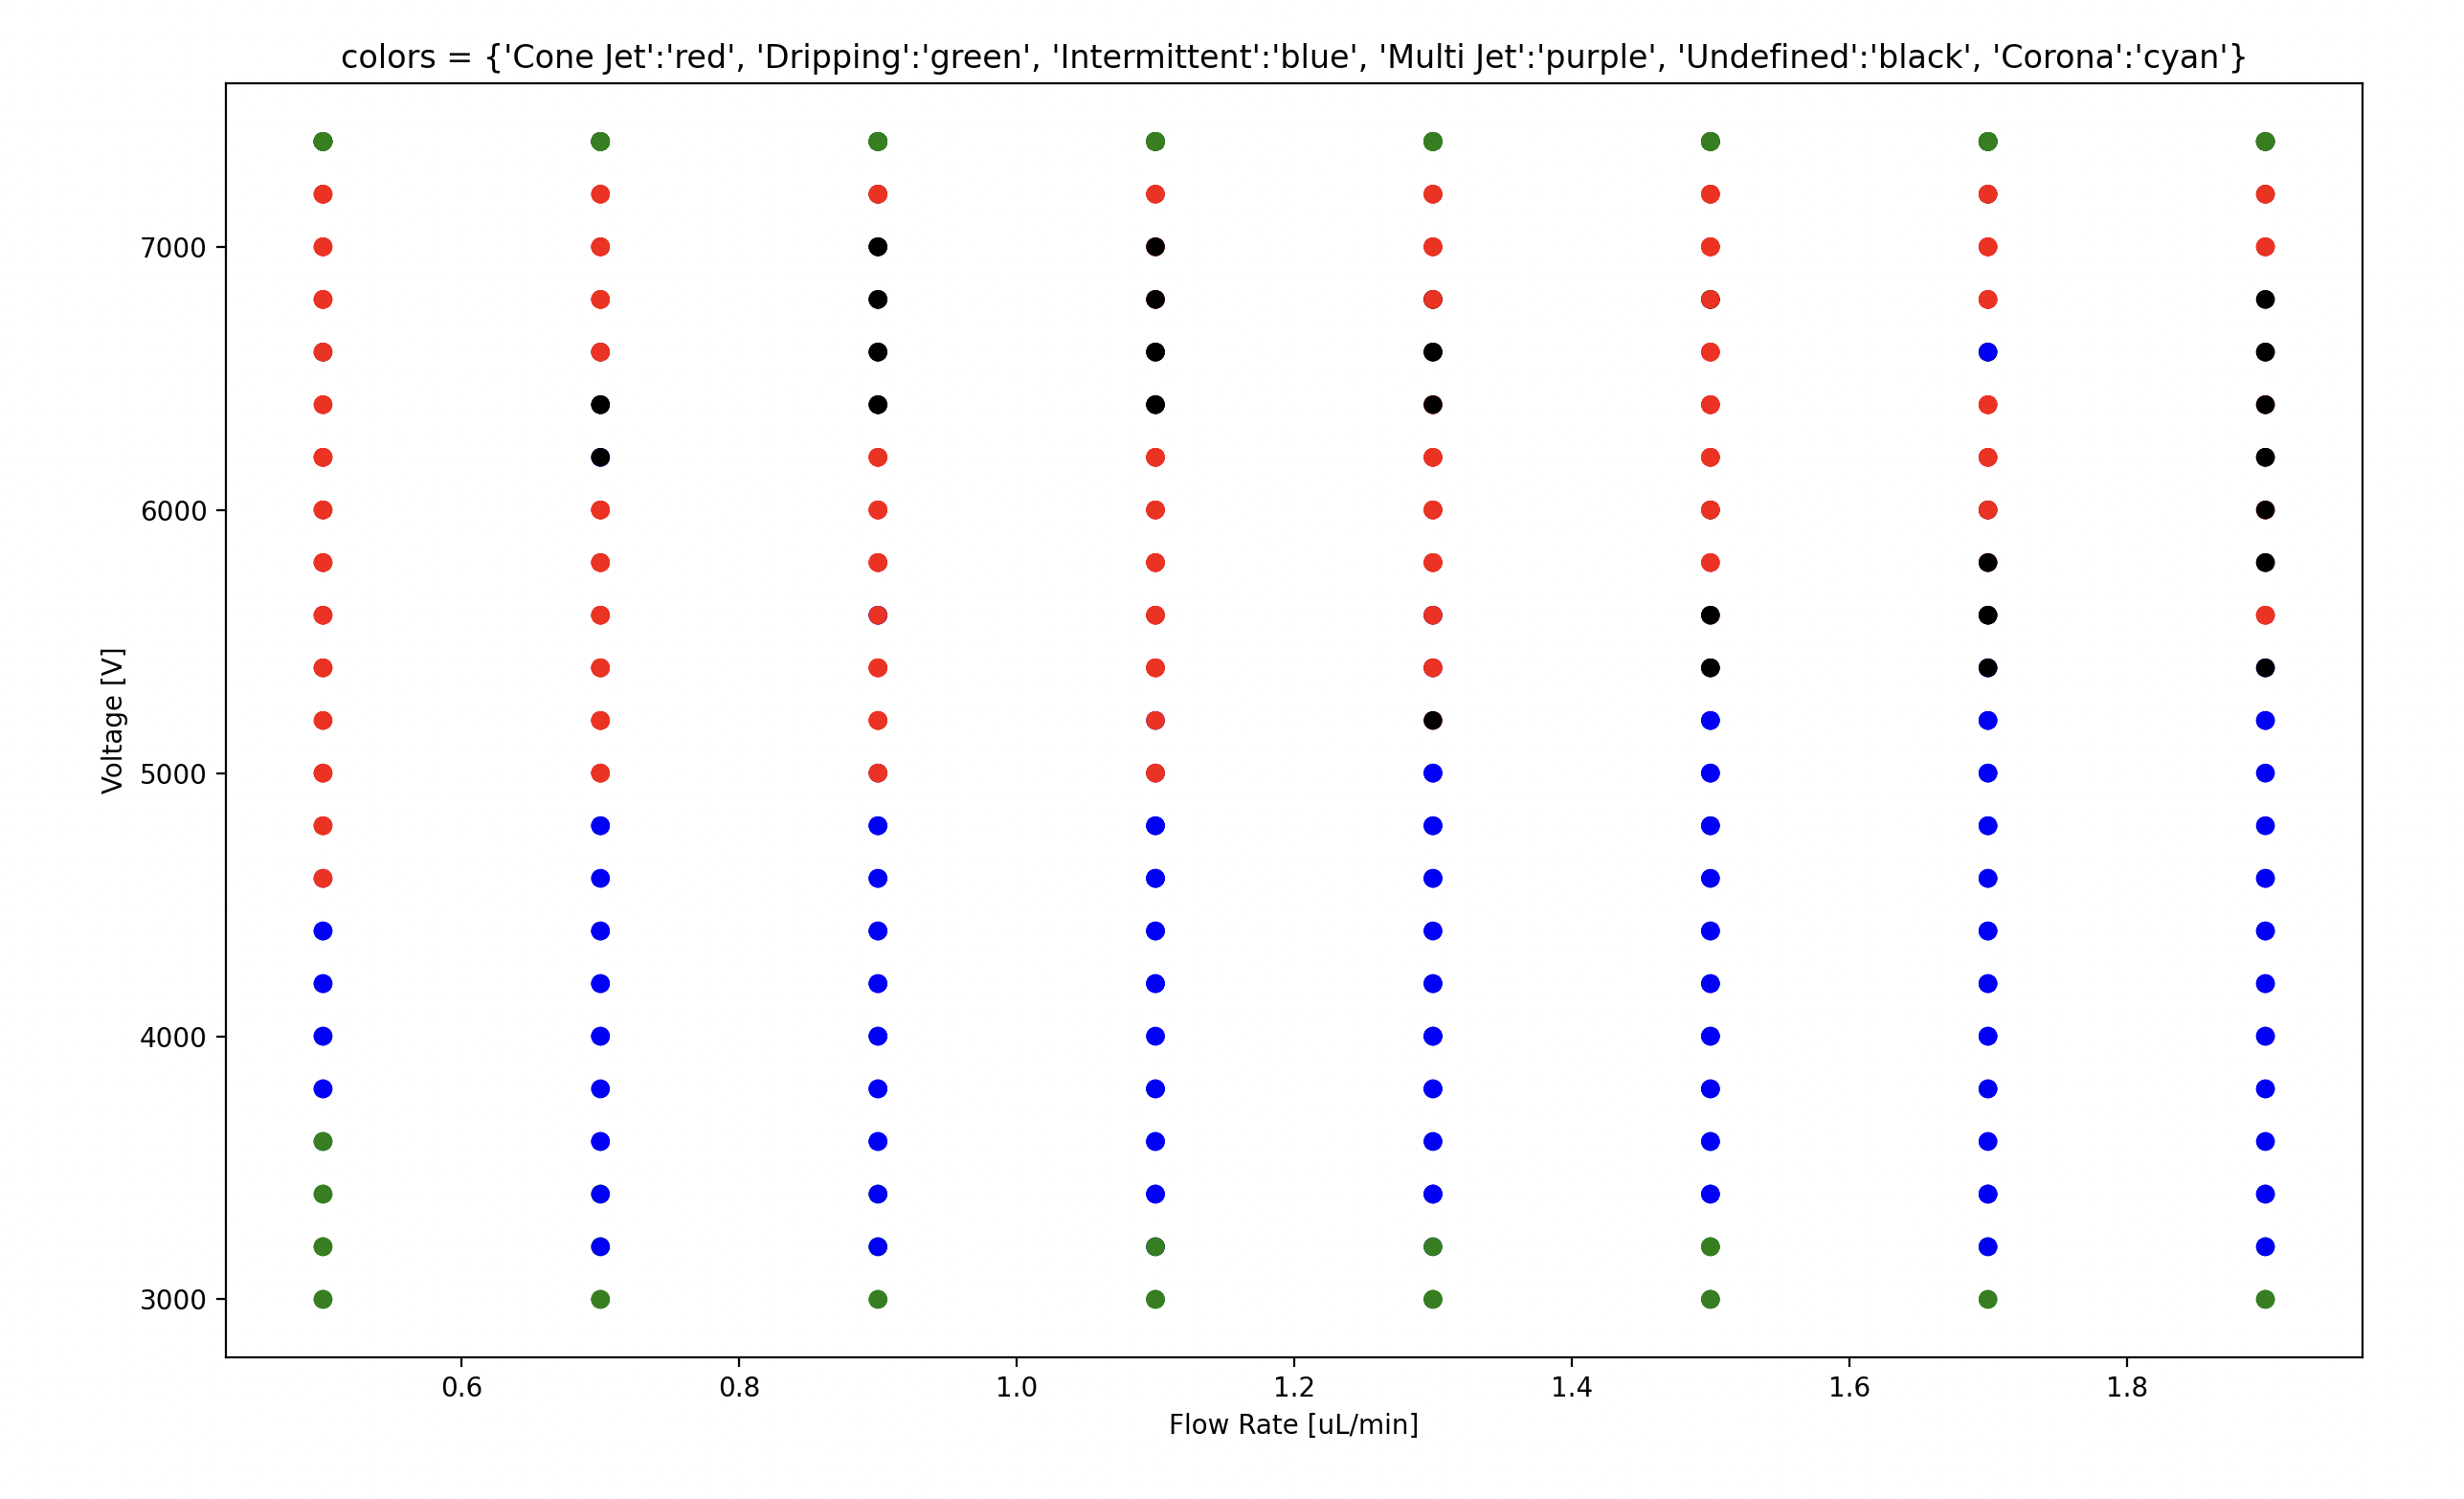 colors = {'Cone Jet':'red', 'Dripping':'green', 'Intermittent':'blue', 'Multi Jet':'purple', 'Undefined':'black', 'Corona':'cyan'}
7000
6000
5000
4000
3000
Voltage [V]
0.6 0.8 1.0 1.2 1.4 1.6 1.8
Flow Rate [uL/min]